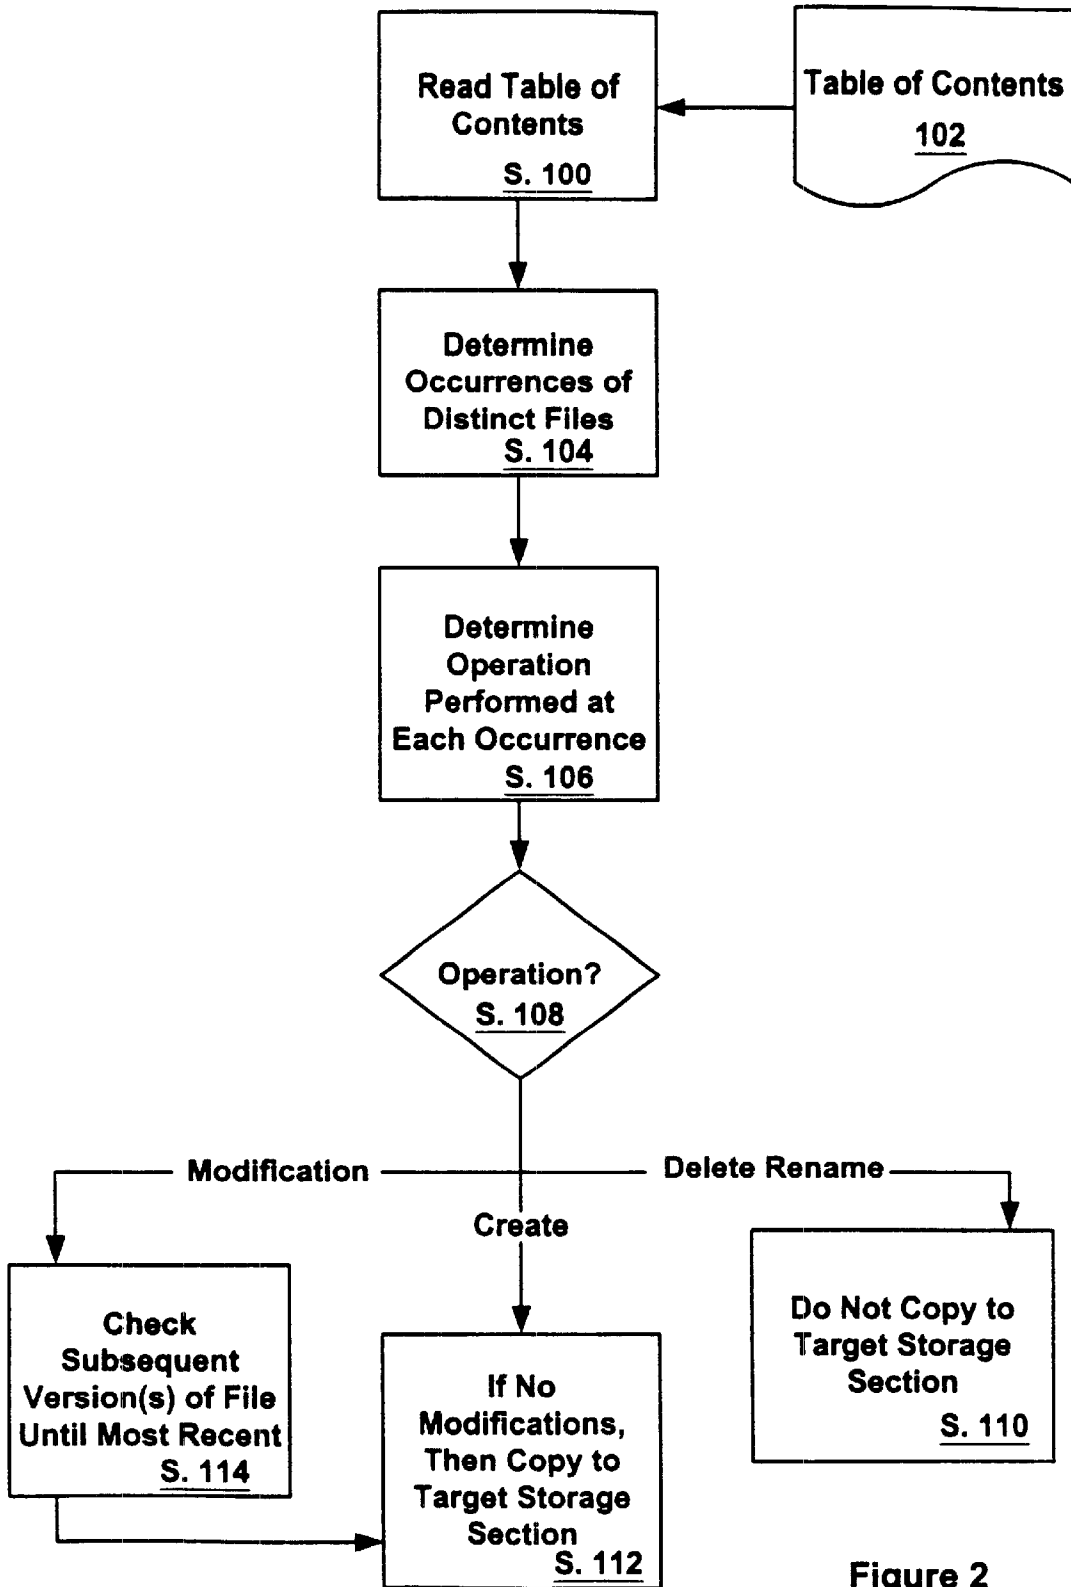 Read Table of
Contents
S. 100
Table of Contents
102
Determine
Occurrences of
Distinct Files
S. 104
Determine
Operation
Performed at
Each Occurrence
S. 106
Operation?
S. 108
Modification
Delete Rename
Create
Check
Subsequent
Version(s) of File
Until Most Recent
S. 114
If No
Modifications,
Then Copy to
Target Storage
Section
S. 112
Do Not Copy to
Target Storage
Section
S. 110
Figure 2